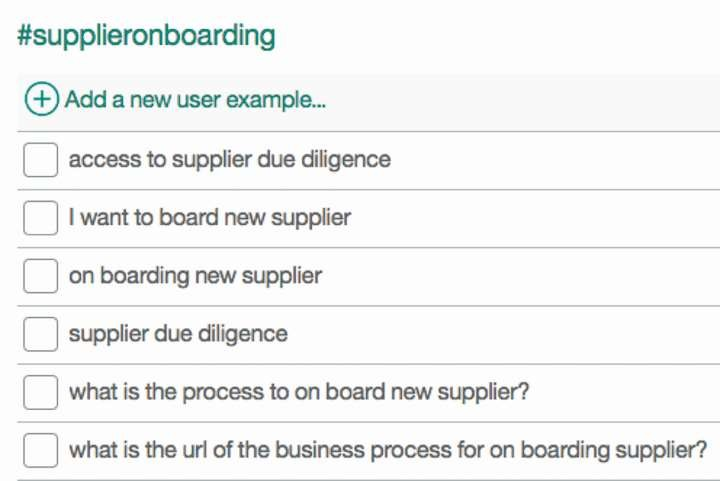 #supplieronboarding
Add a new user example...
access to supplier due diligence
I want to board new supplier
on boarding new supplier
supplier due diligence
what is the process to on board new supplier?
what is the url of the business process for on boarding supplier?